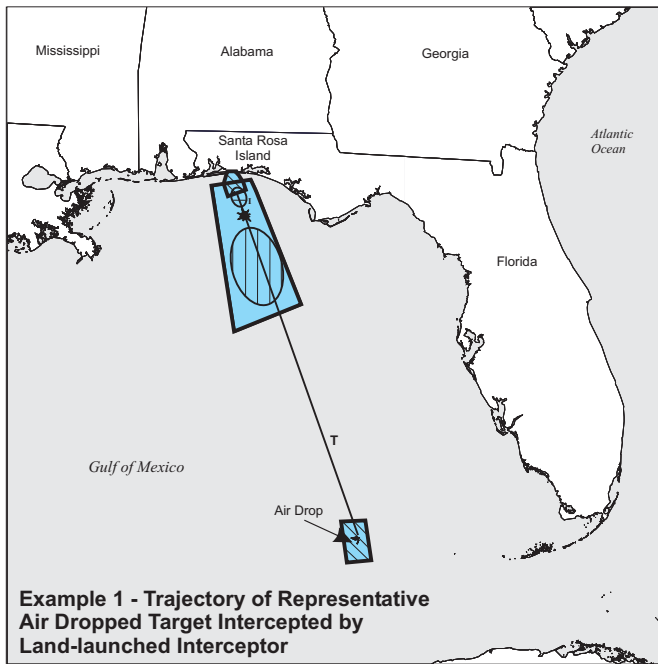 Mississippi
Alabama
Georgia
Santa Rosa
Island
Atlantic
Ocean
I
Florida
T
Gulf of Mexico
Air Drop
Example 1 - Trajectory of Representative
Air Dropped Target Intercepted by
Land-launched Interceptor